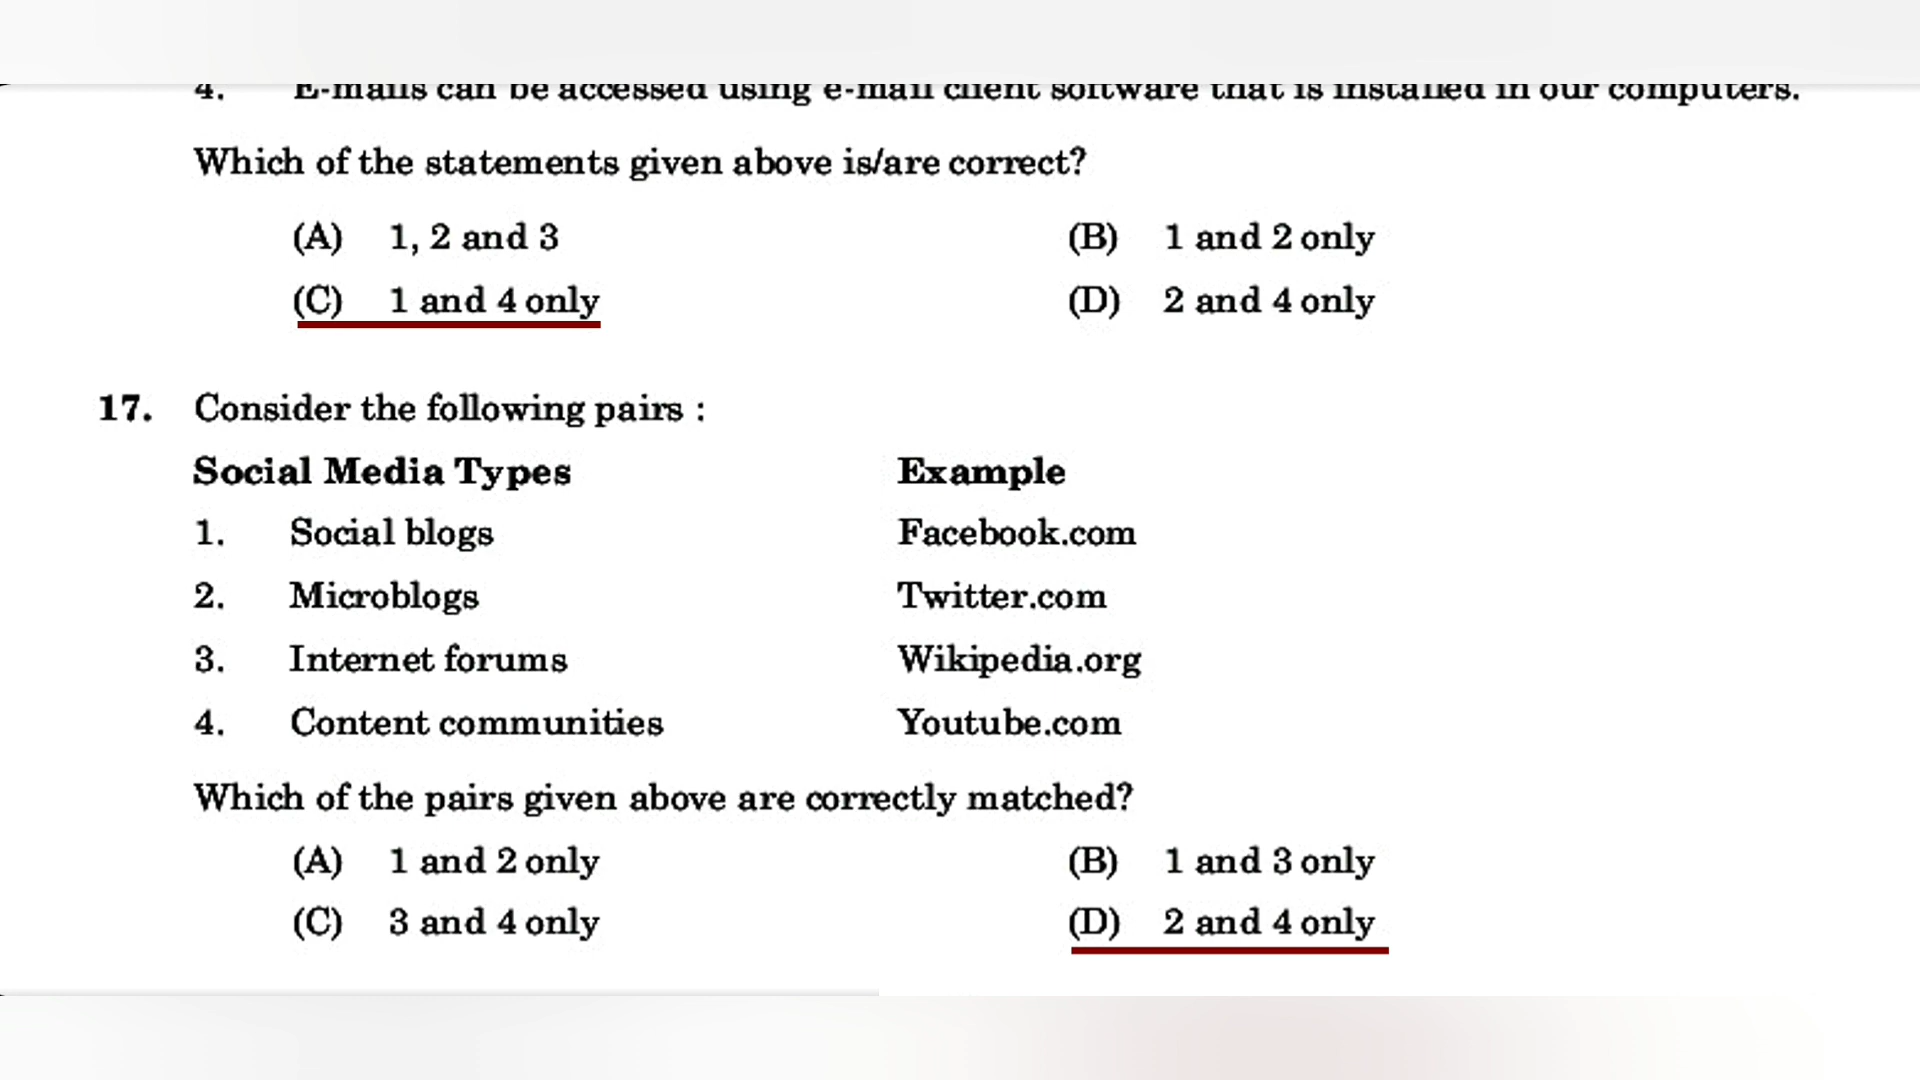 4. E-mails can be accessed using e-mail client software that is installed in our computers.
Which of the statements given above is/are correct?
(A) 1, 2 and 3 (B) 1 and 2 only
(C) 1 and 4 only (D) 2 and 4 only
17. Consider the following pairs :
Social Media Types Example
1. Social blogs Facebook.com
2. Microblogs Twitter.com
3. Internet forums Wikipedia.org
4. Content communities Youtube.com
Which of the pairs given above are correctly matched?
(A) 1 and 2 only (B) 1 and 3 only
(C) 3 and 4 only (D) 2 and 4 only